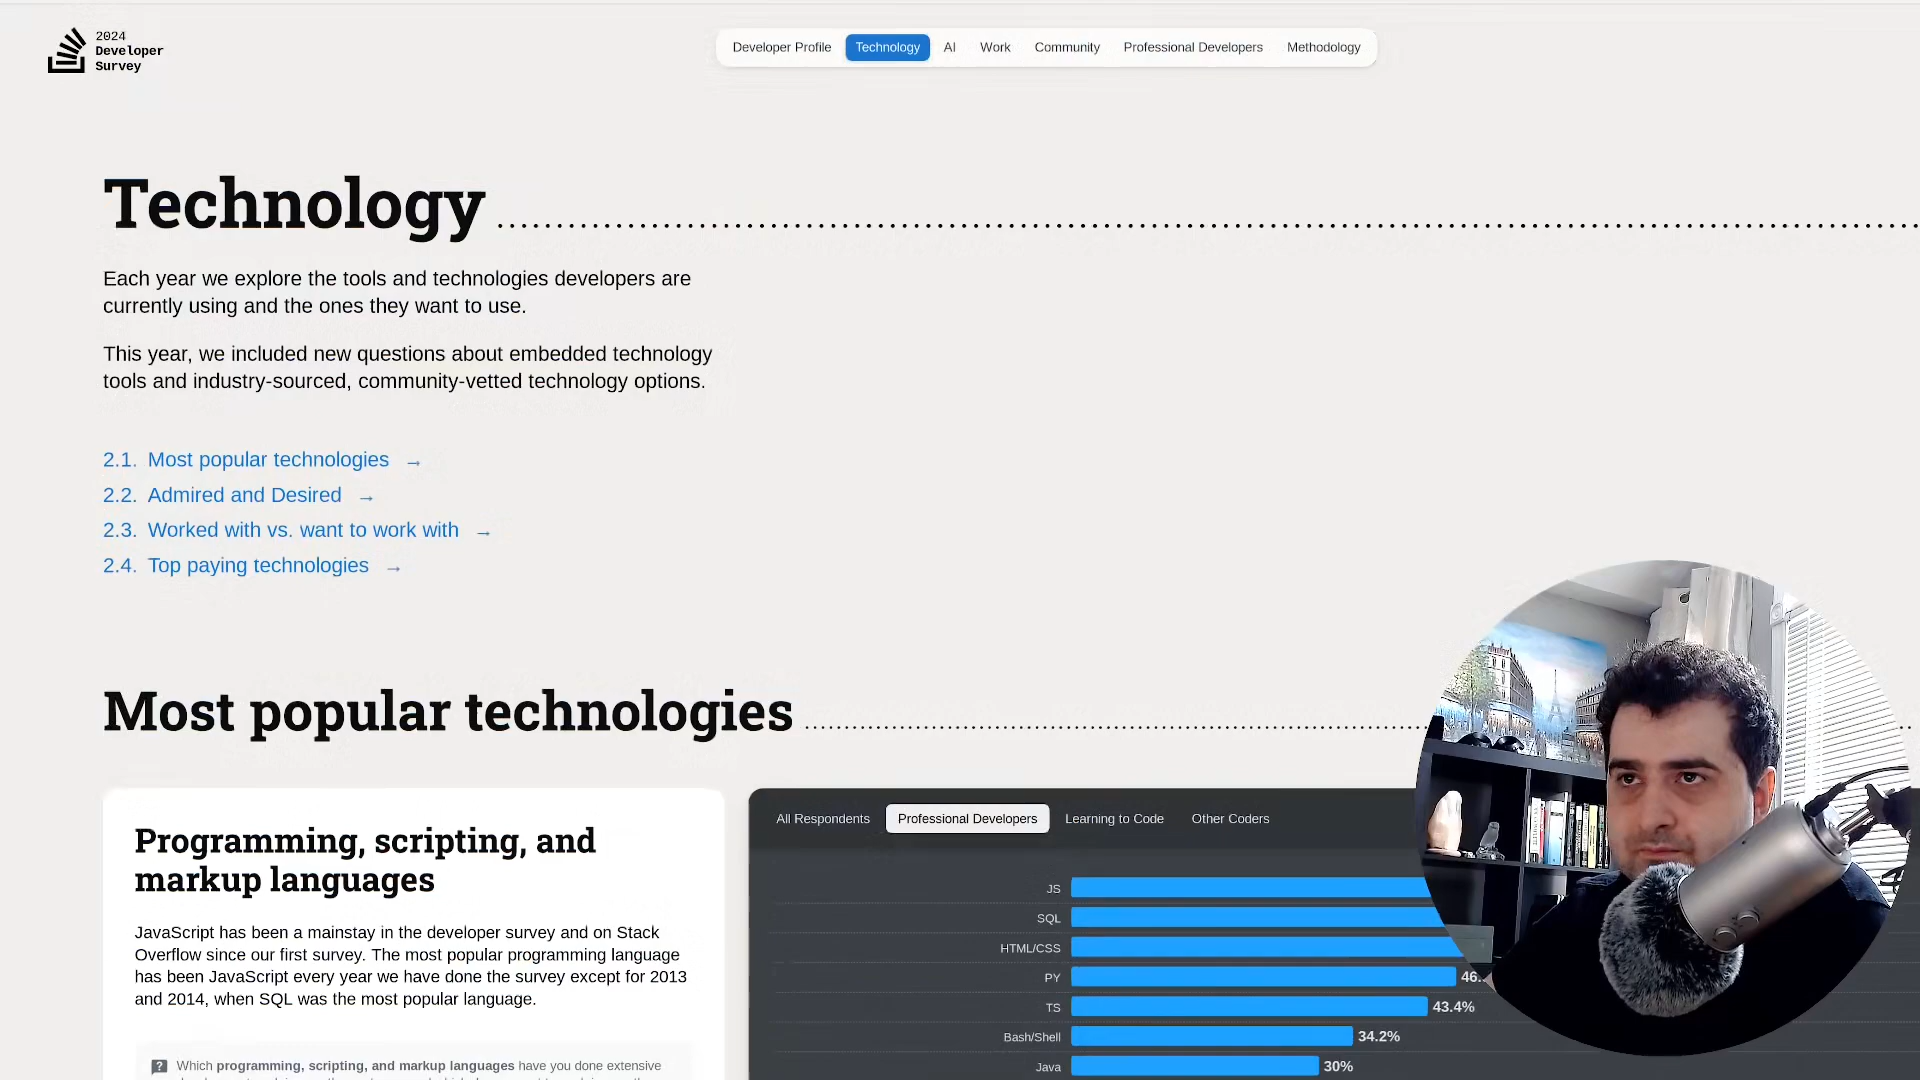 2024
Developer
Survey
Developer Profile
Technology
AI
Work
Community
Professional Developers
Methodology
Technology
Each year we explore the tools and technologies developers are
currently using and the ones they want to use.
This year, we included new questions about embedded technology
tools and industry-sourced, community-vetted technology options.
2.1. Most popular technologies →
2.2. Admired and Desired →
2.3. Worked with vs. want to work with →
2.4. Top paying technologies →
Most popular technologies
Programming, scripting, and
markup languages
JavaScript has been a mainstay in the developer survey and on Stack
Overflow since our first survey. The most popular programming language
has been JavaScript every year we have done the survey except for 2013
and 2014, when SQL was the most popular language.
Which programming, scripting, and markup languages have you done extensive
All Respondents
Professional Developers
Learning to Code
Other Coders
JS
SQL
HTML/CSS
PY 46.
TS 43.4%
Bash/Shell 34.2%
Java 30%